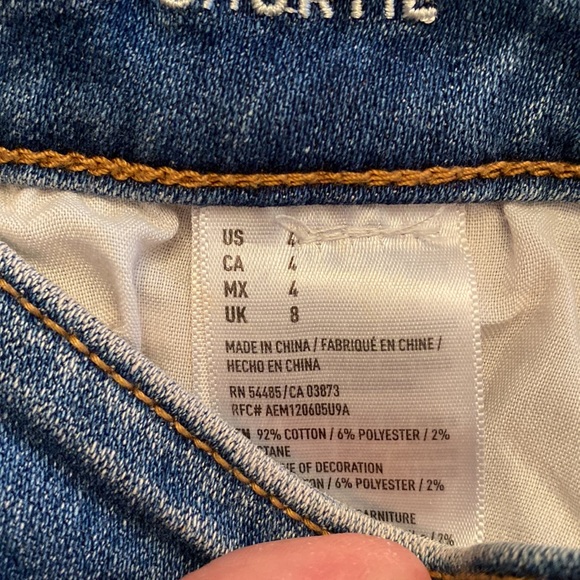 US 4
CA 4
MX 4
UK 8
MADE IN CHINA / FABRIQUÉ EN CHINE /
HECHO EN CHINA
RN 54485/CA 03873
RFC# AEM120605U9A
92% COTTON / 6% POLYESTER / 2%
OF DECORATION
/ 6% POLYESTER / 2%